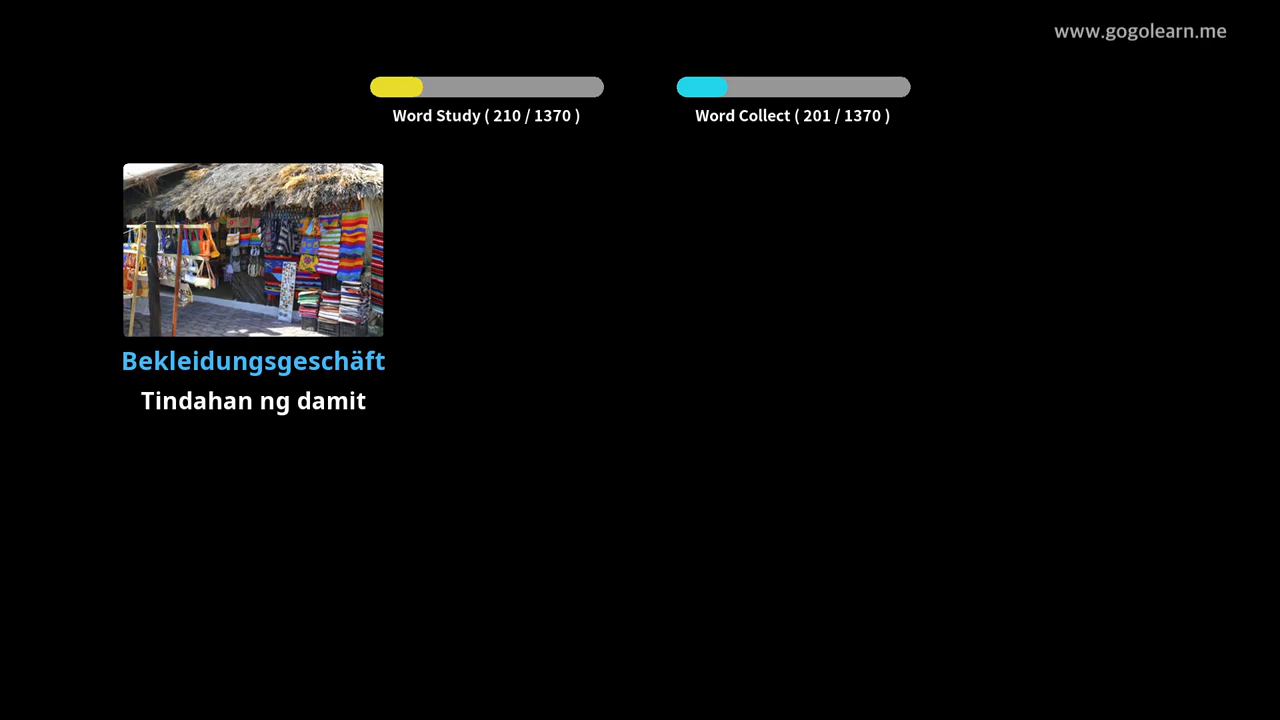 www.gogolearn.me
Word Study ( 210 / 1370 )
Word Collect ( 201 / 1370 )
Bekleidungsgeschäft
Tindahan ng damit